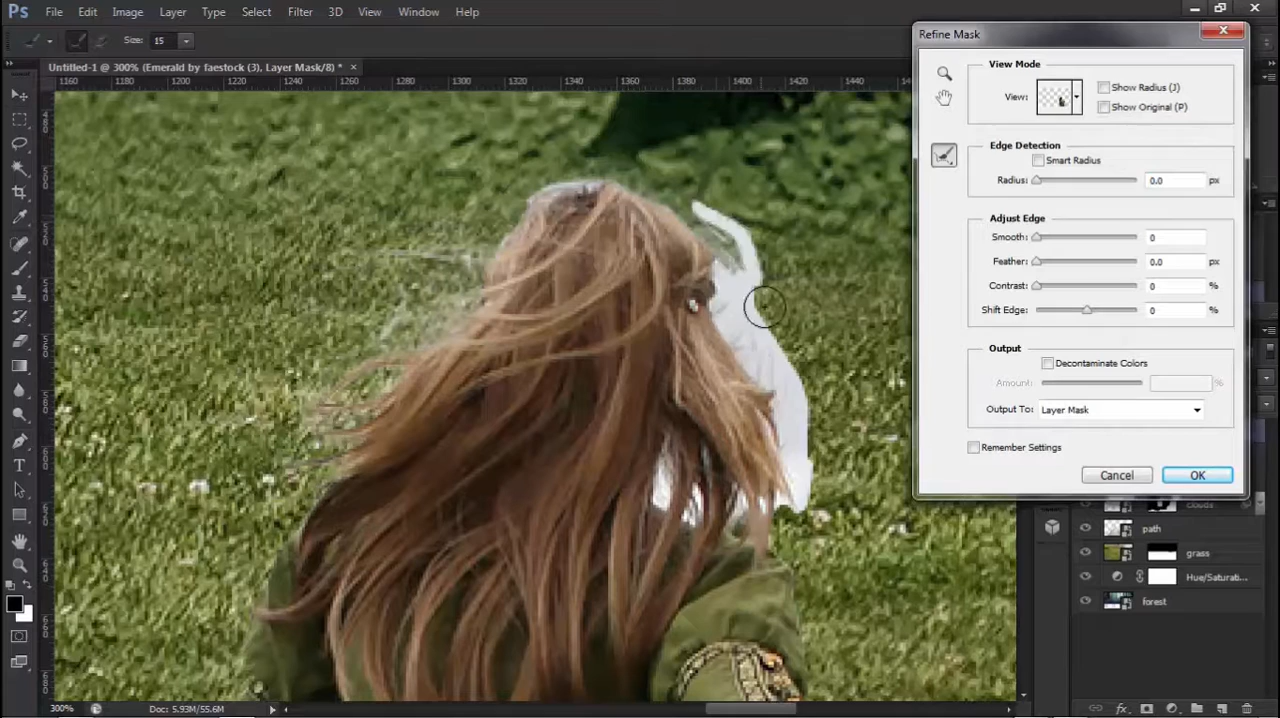 Ps File Edit Image Layer Type Select Filter 3D View Window Help
Size: 15
Untitled-1 @ 300% (Emerald by faestock (3), Layer Mask/8) *
1160 1180 1200 1220 1240 1260 1280 1300 1320 1340 1360 1380 1400 1420 1440
Refine Mask
View Mode
View:
Show Radius (J)
Show Original (P)
Edge Detection
Smart Radius
Radius: 0.0 px
Adjust Edge
Smooth: 0
Feather: 0.0 px
Contrast: 0 %
Shift Edge: 0 %
Output
Decontaminate Colors
Amount: %
Output To: Layer Mask
Remember Settings
Cancel OK
clouds
path
grass
Hue/Saturati...
forest
300% Doc: 5.93M/55.6M
fx